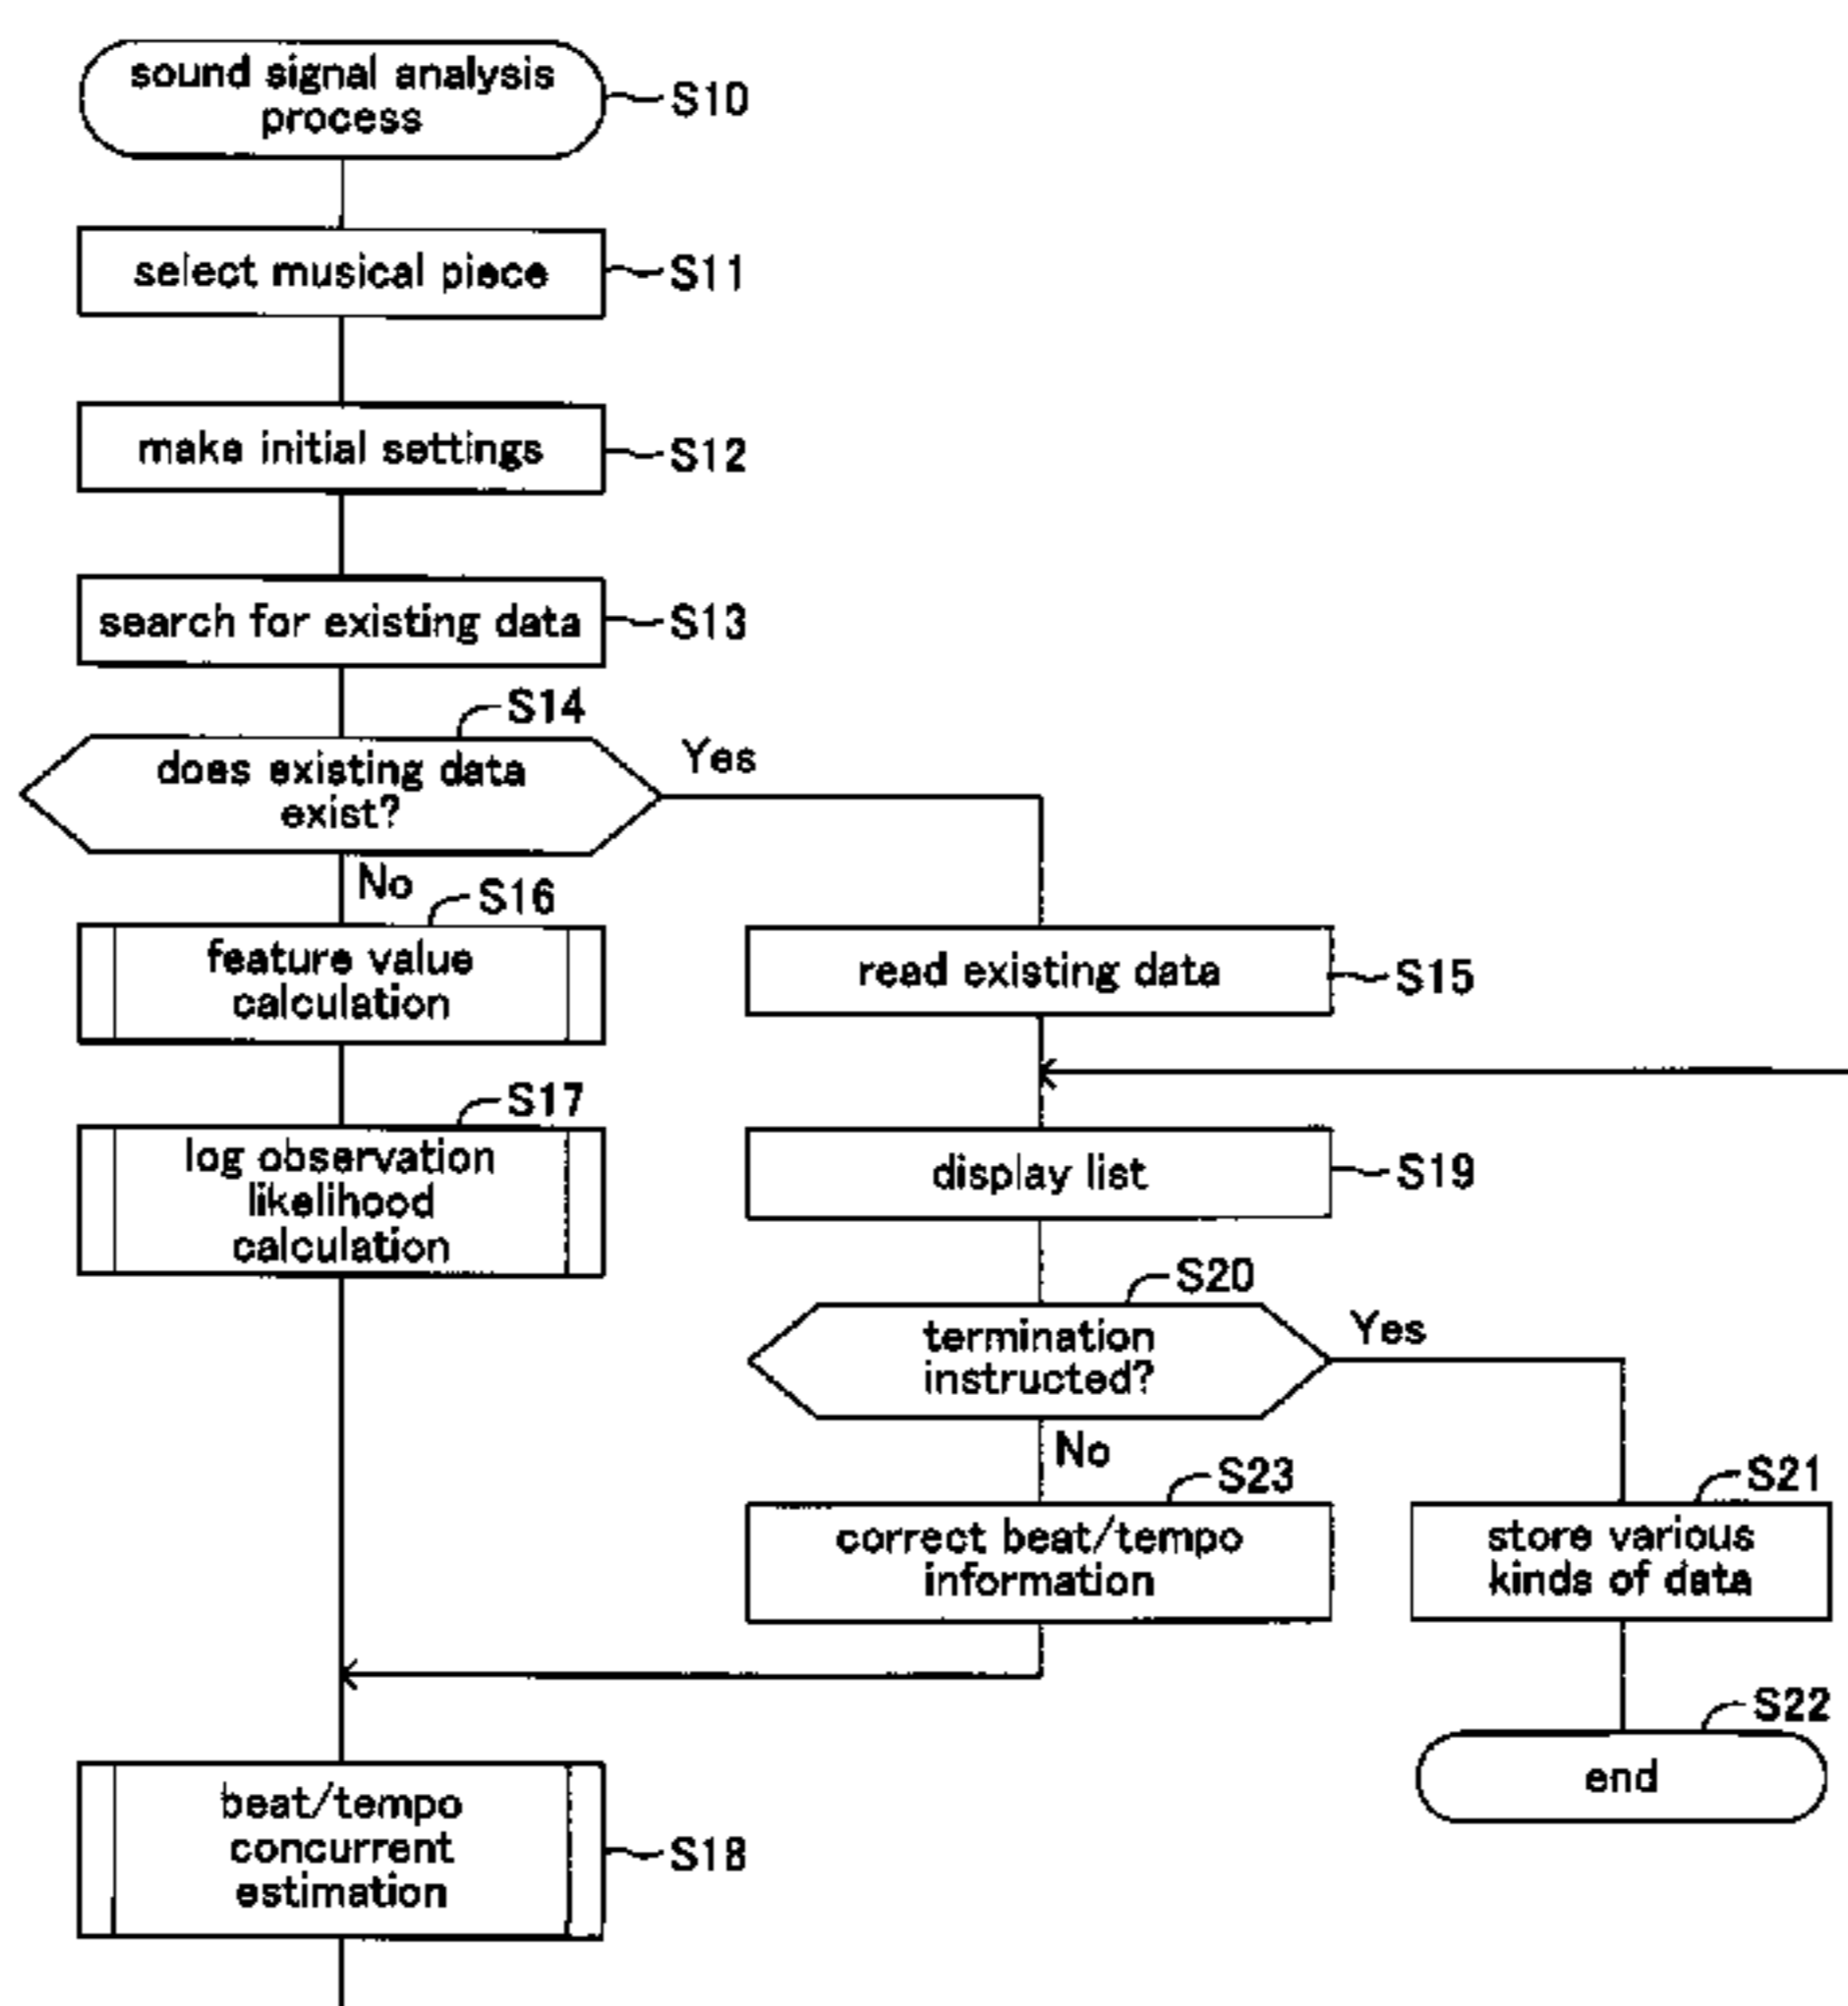 sound signal analysis
process
S10
select musical piece
S11
make initial settings
S12
search for existing data
S13
S14
does existing data
exist?
Yes
No
S16
feature value
calculation
read existing data
S15
S17
log observation
likelihood
calculation
display list
S19
S20
termination
instructed?
Yes
No
S23
correct beat/tempo
information
S21
store various
kinds of data
S22
end
beat/tempo
concurrent
estimation
S18